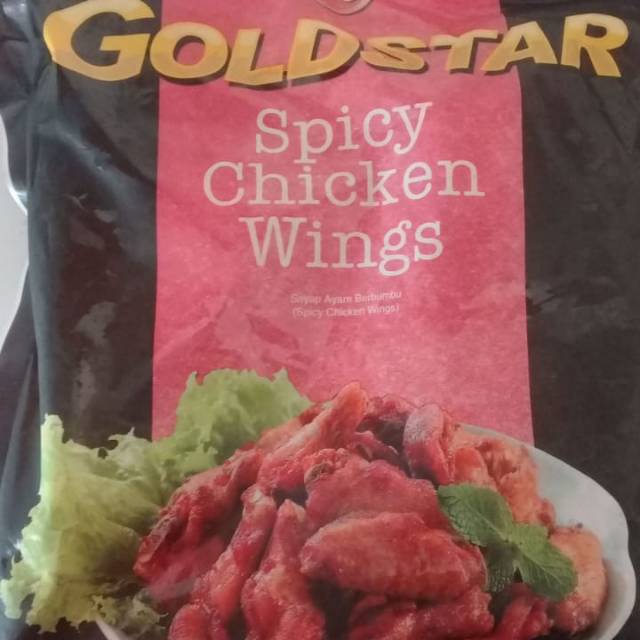 GOLDSTAR
Spicy
Chicken
Wings
Sayap Ayam Berbumbu
(Spicy Chicken Wings)